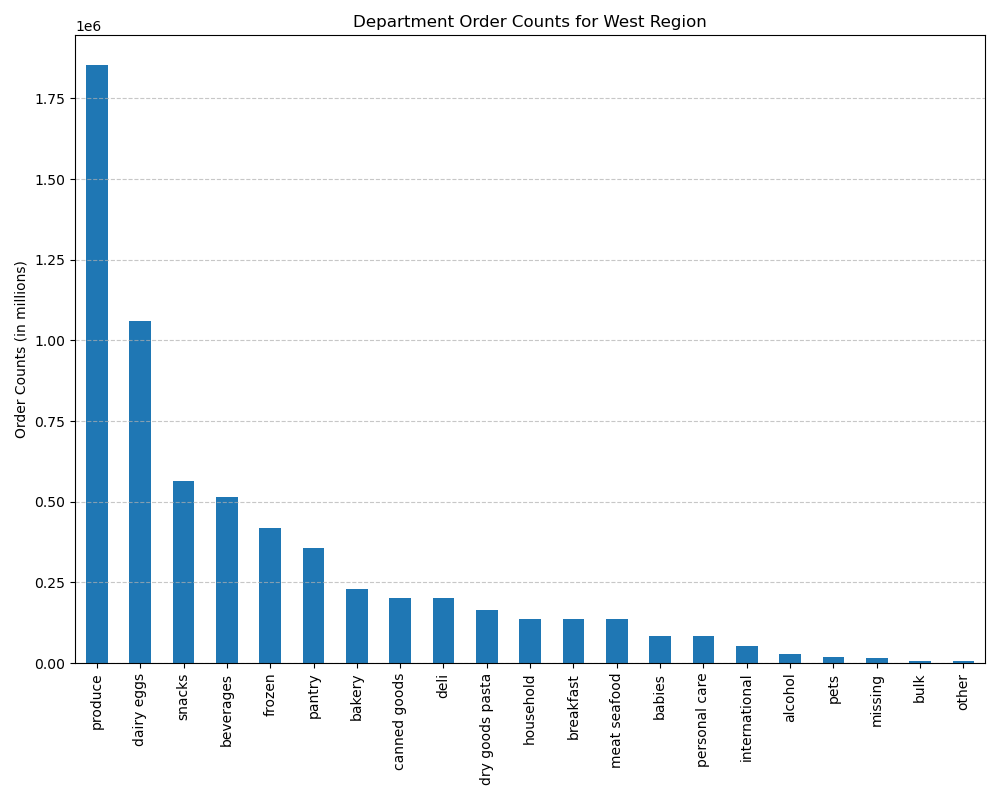 Department Order Counts for West Region
1e6
1.75
1.50
1.25
1.00
0.75
0.50
0.25
0.00
Order Counts (in millions)
produce
dairy eggs
snacks
beverages
frozen
pantry
bakery
canned goods
deli
dry goods pasta
household
breakfast
meat seafood
babies
personal care
international
alcohol
pets
missing
bulk
other